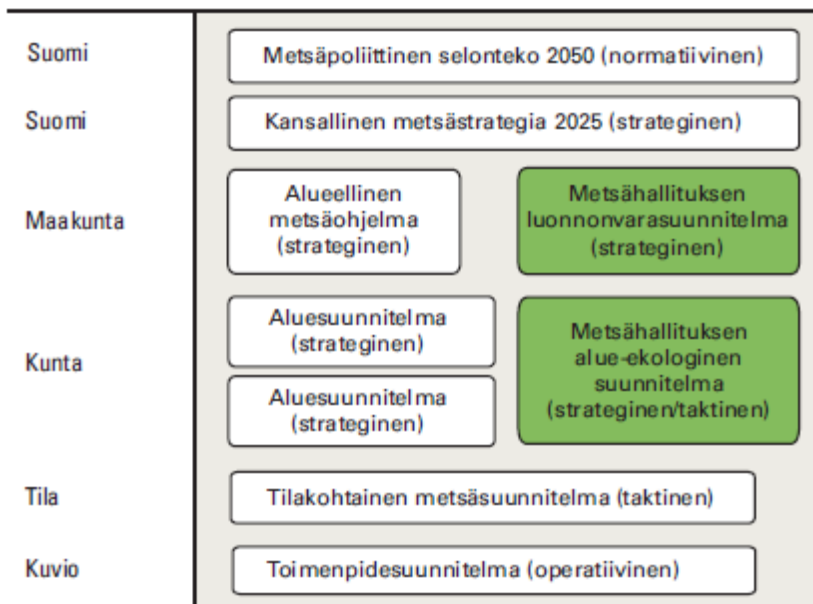 Suomi
Metsäpoliittinen selonteko 2050 (normatiivinen)
Suomi
Kansallinen metsästrategia 2025 (strateginen)
Maakunta
Alueellinen
metsäohjelma
(strateginen)
Metsähallituksen
luonnonvarasuunnitelma
(strateginen)
Kunta
Aluesuunnitelma
(strateginen)
Aluesuunnitelma
(strateginen)
Metsähallituksen
alue-ekologinen
suunnitelma
(strateginen/taktinen)
Tila
Tilakohtainen metsäsuunnitelma (taktinen)
Kuvio
Toimenpidesuunnitelma (operatiivinen)